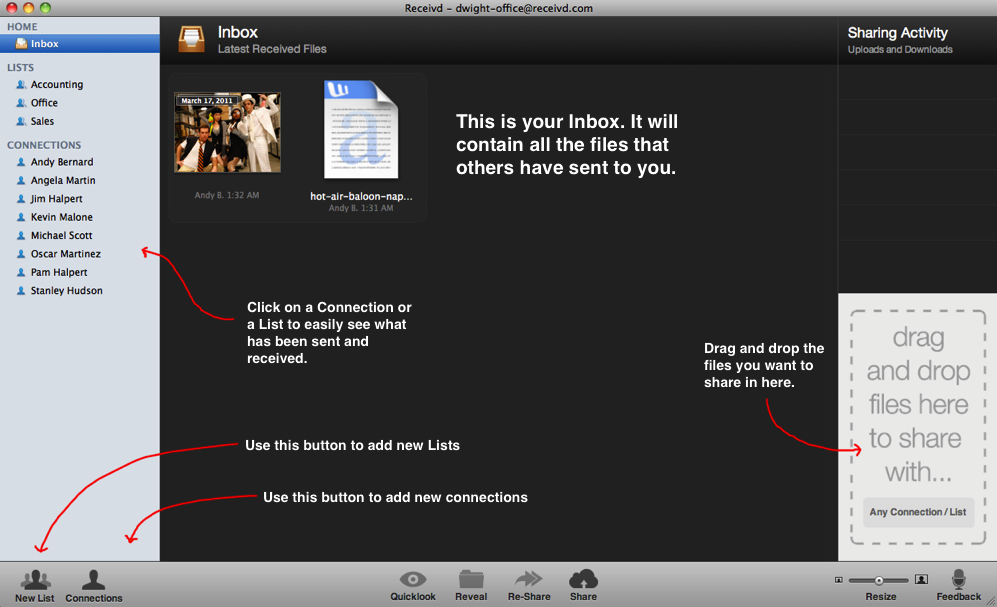 Receivd – dwight-office@receivd.com
HOME
Inbox
LISTS
Accounting
Office
Sales
CONNECTIONS
Andy Bernard
Angela Martin
Jim Halpert
Kevin Malone
Michael Scott
Oscar Martinez
Pam Halpert
Stanley Hudson
Inbox
Latest Received Files
March 17, 2011
Andy B. 1:32 AM
hot-air-baloon-nap...
Andy B. 1:31 AM
This is your Inbox. It will
contain all the files that
others have sent to you.
Click on a Connection or
a List to easily see what
has been sent and
received.
Use this button to add new Lists
Use this button to add new connections
Drag and drop the
files you want to
share in here.
Sharing Activity
Uploads and Downloads
drag
and drop
files here
to share
with...
Any Connection / List
New List
Connections
Quicklook
Reveal
Re-Share
Share
Resize
Feedback